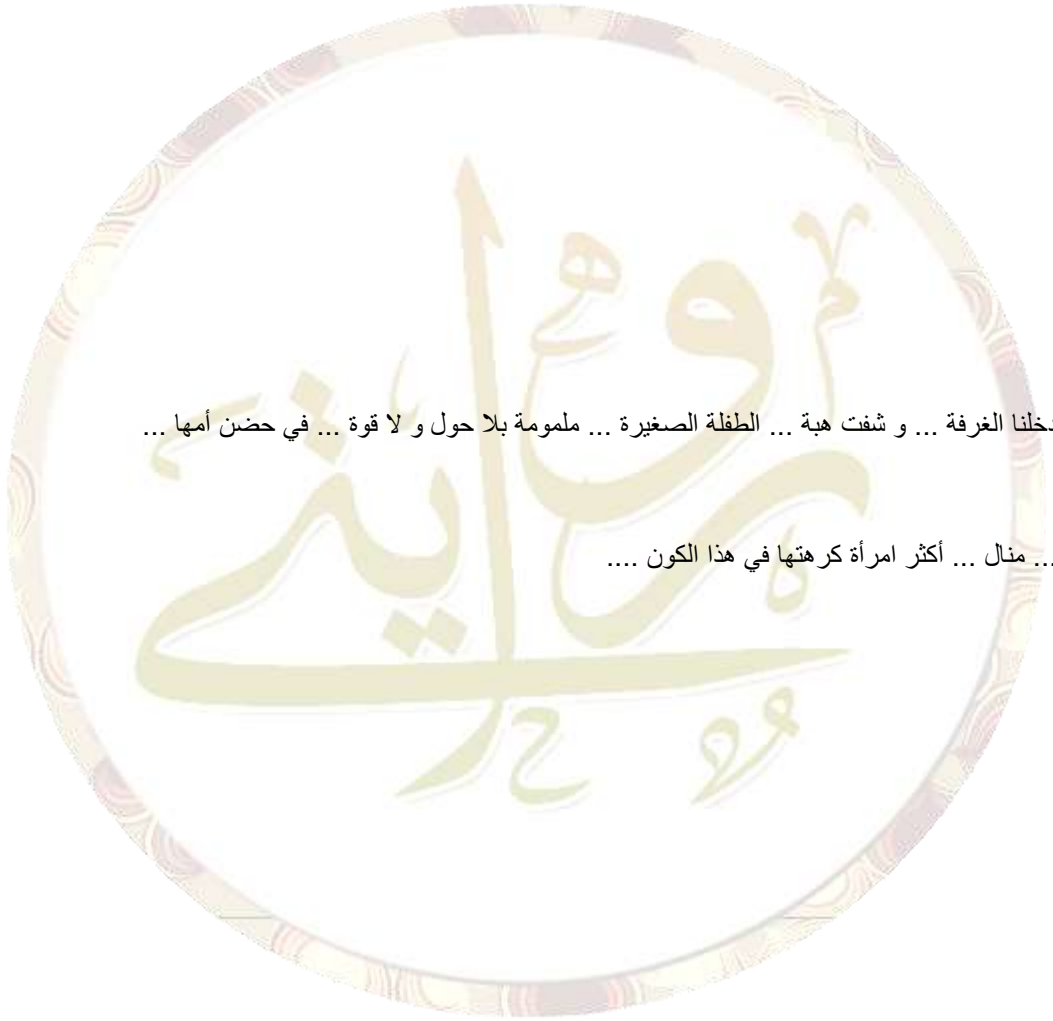 دخلنا الغرفة ... و شفت هبة ... الطفلة الصغيرة ... ملمومة بلا حول و لا قوة ... في حضن أمها ...
... منال ... أكثر امرأة كرهتها في هذا الكون ....
روايتي